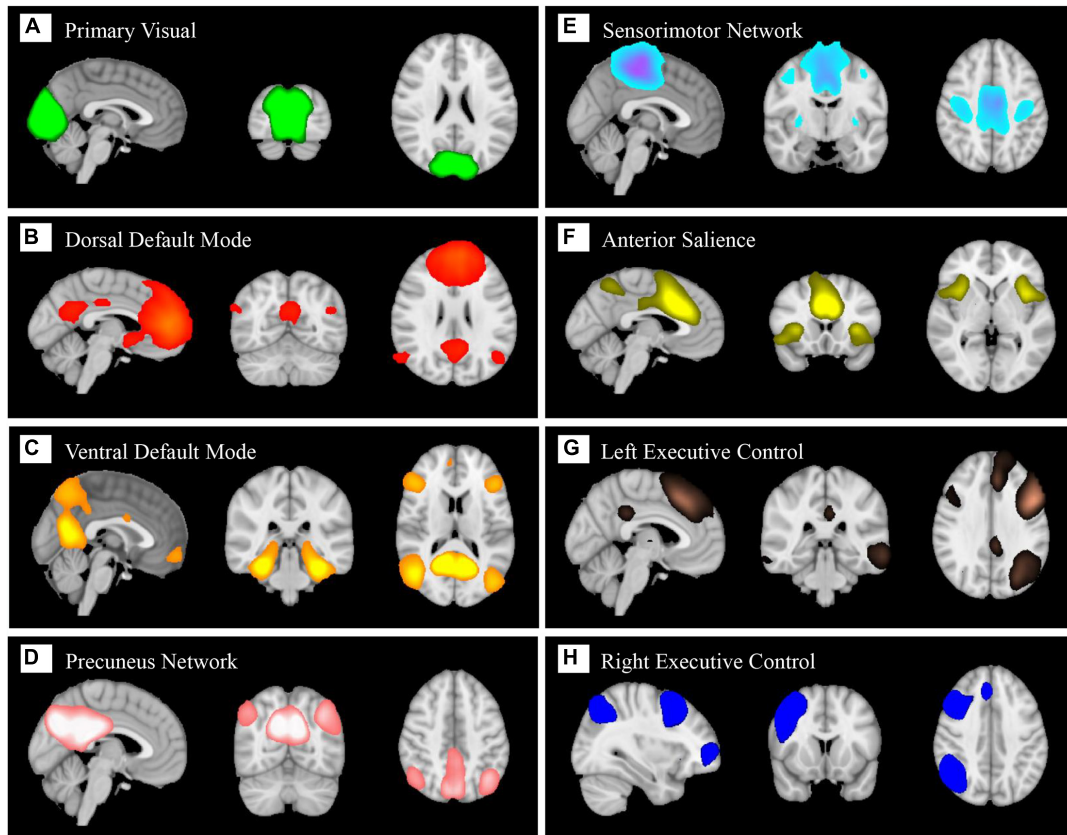 A Primary Visual
B Dorsal Default Mode
C Ventral Default Mode
D Precuneus Network
E Sensorimotor Network
F Anterior Salience
G Left Executive Control
H Right Executive Control